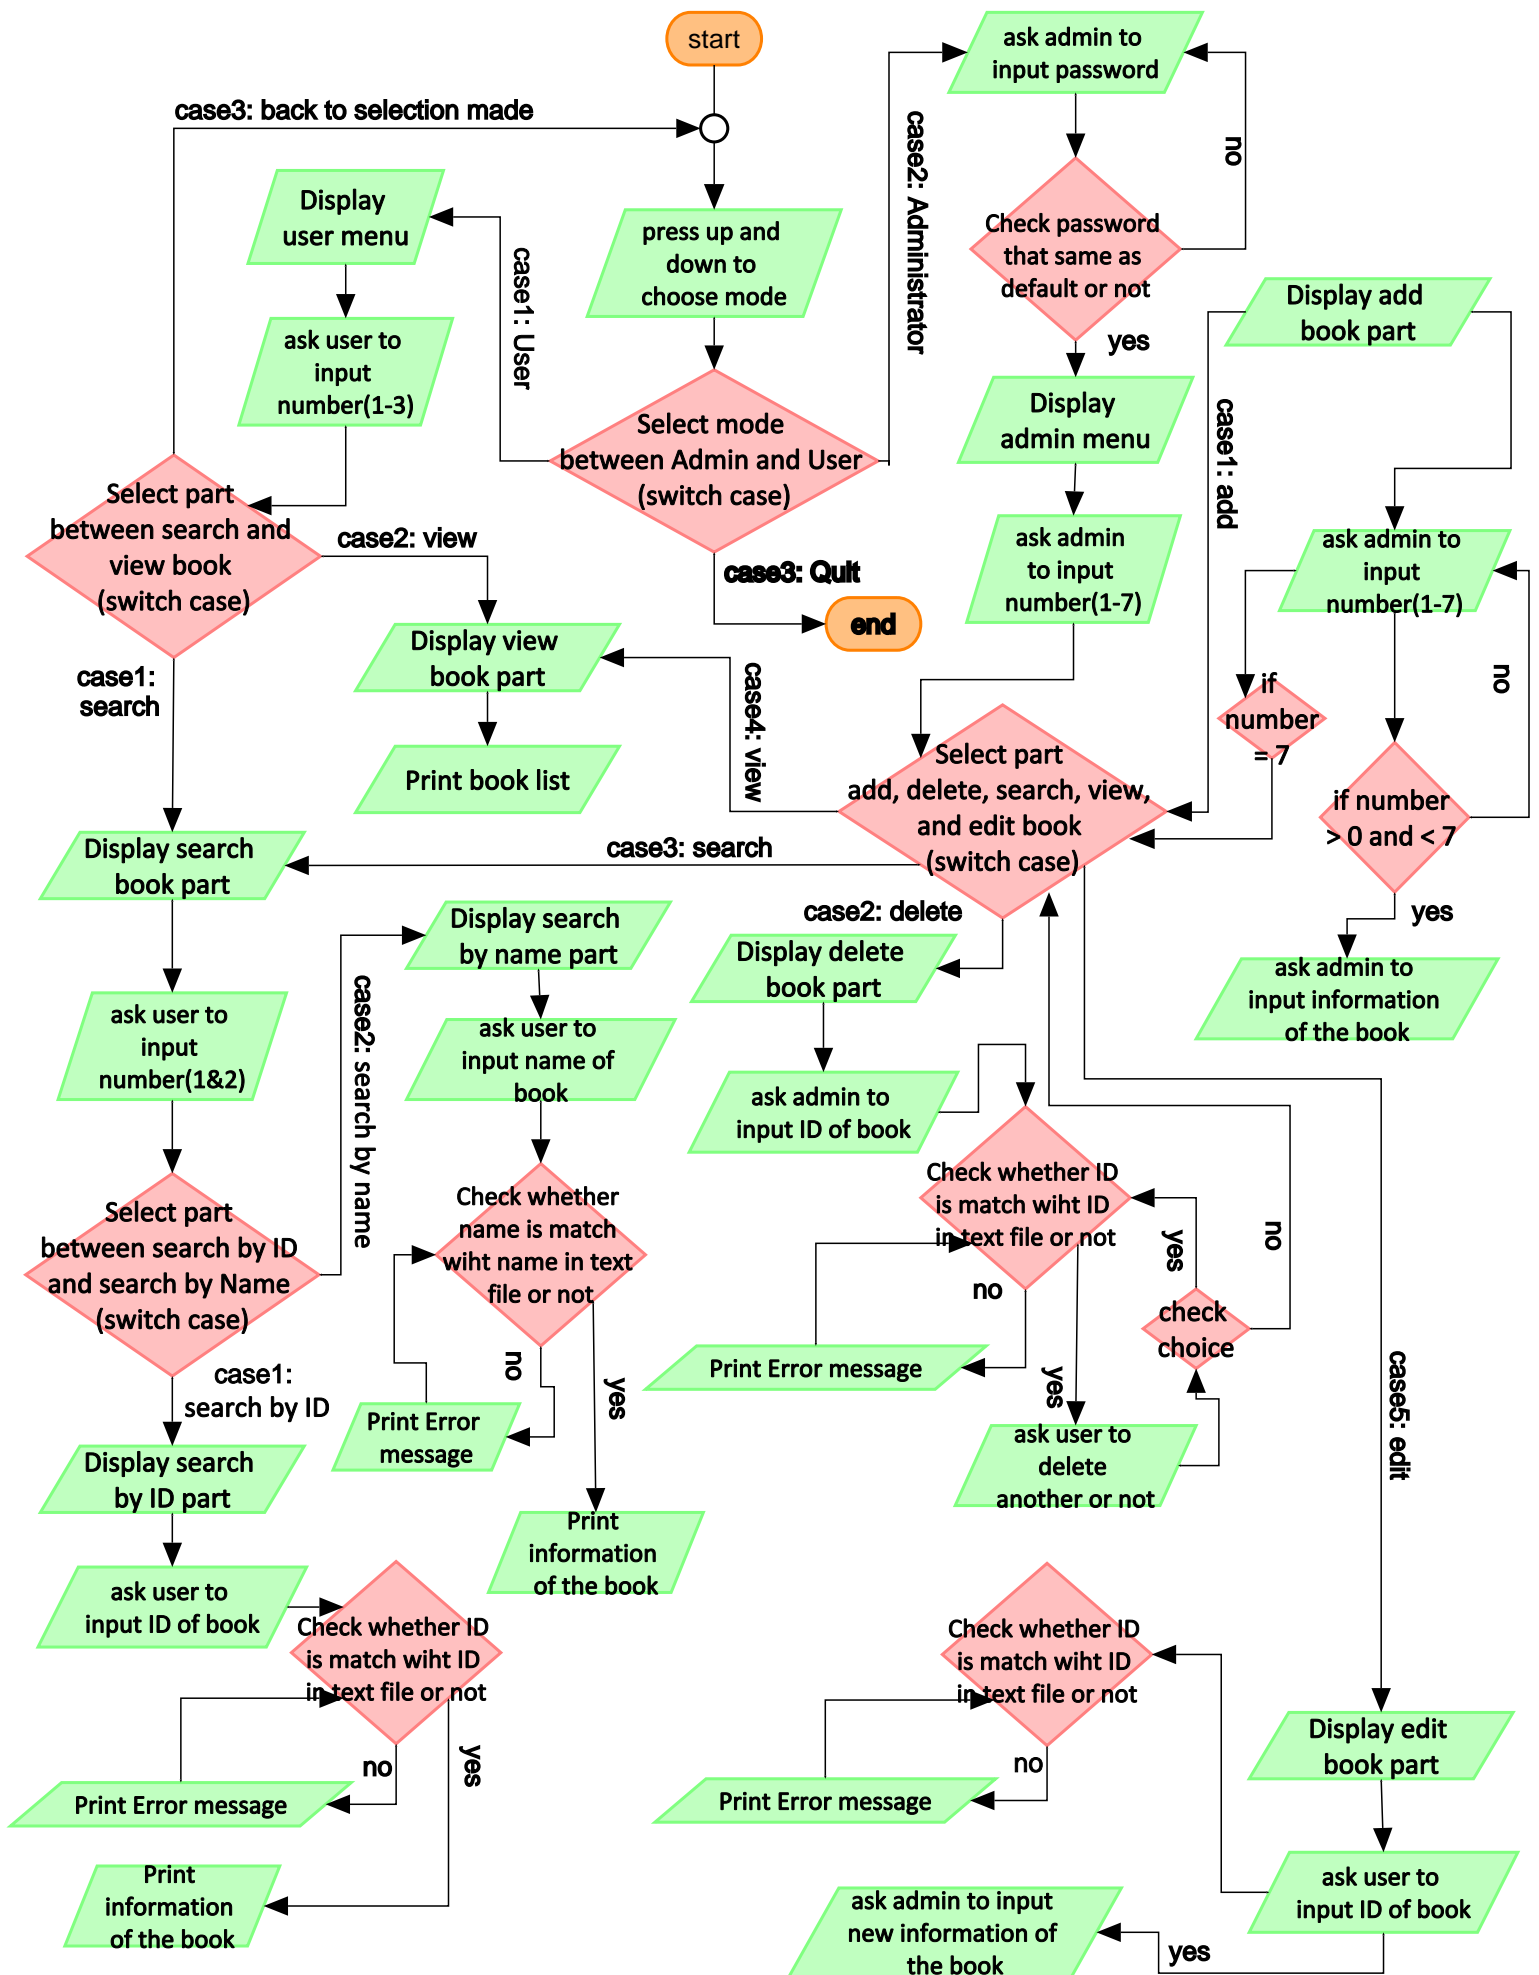 start
ask admin to
input password
case3: back to selection made
case2: Administrator
no
Display
user menu
press up and
down to
choose mode
Check password
that same as
default or not
case1: User
Display add
book part
ask user to
input
number(1-3)
yes
Display
admin menu
Select mode
between Admin and User
(switch case)
case1: add
Select part
between search and
view book
(switch case)
case2: view
case3: Quit
ask admin
to input
number(1-7)
ask admin to
input
number(1-7)
end
Display view
book part
case1:
search
case4: view
if
number
= 7
no
Print book list
Select part
add, delete, search, view,
and edit book
(switch case)
if number
> 0 and < 7
Display search
book part
case3: search
yes
case2: delete
Display search
by name part
Display delete
book part
ask admin to
input information
of the book
case2: search by name
ask user to
input
number(1&2)
ask user to
input name of
book
ask admin to
input ID of book
Check whether ID
is match wiht ID
in text file or not
yes
no
Select part
between search by ID
and search by Name
(switch case)
Check whether
name is match
wiht name in text
file or not
no
check
choice
Print Error message
no
yes
yes
case5: edit
case1:
search by ID
Print Error
message
ask user to
delete
another or not
Display search
by ID part
Print
information
of the book
ask user to
input ID of book
Check whether ID
is match wiht ID
in text file or not
Check whether ID
is match wiht ID
in text file or not
Display edit
book part
no
yes
no
Print Error message
Print Error message
Print
information
of the book
ask user to
input ID of book
ask admin to input
new information of
the book
yes